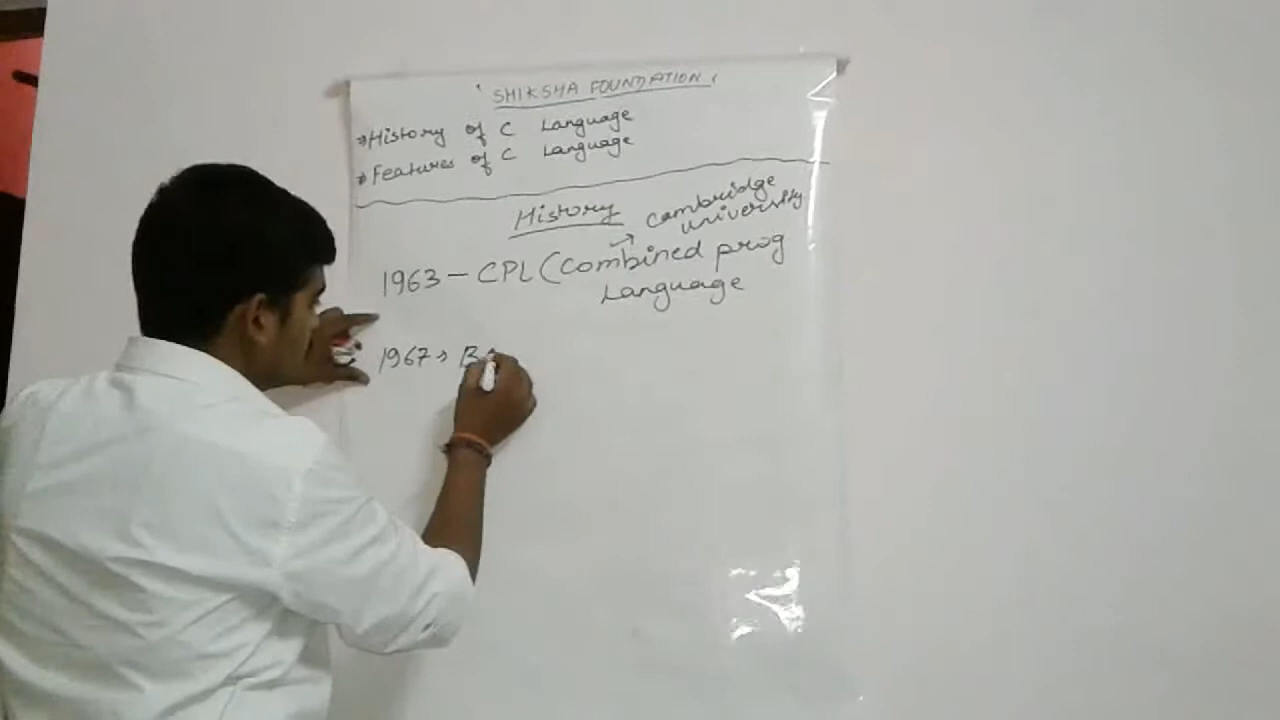 SHIKSHA FOUNDATION
→History of C Language
→Features of C Language
History
Cambridge
university
→
1963 - CPL (Combined prog
Language
1967 → B